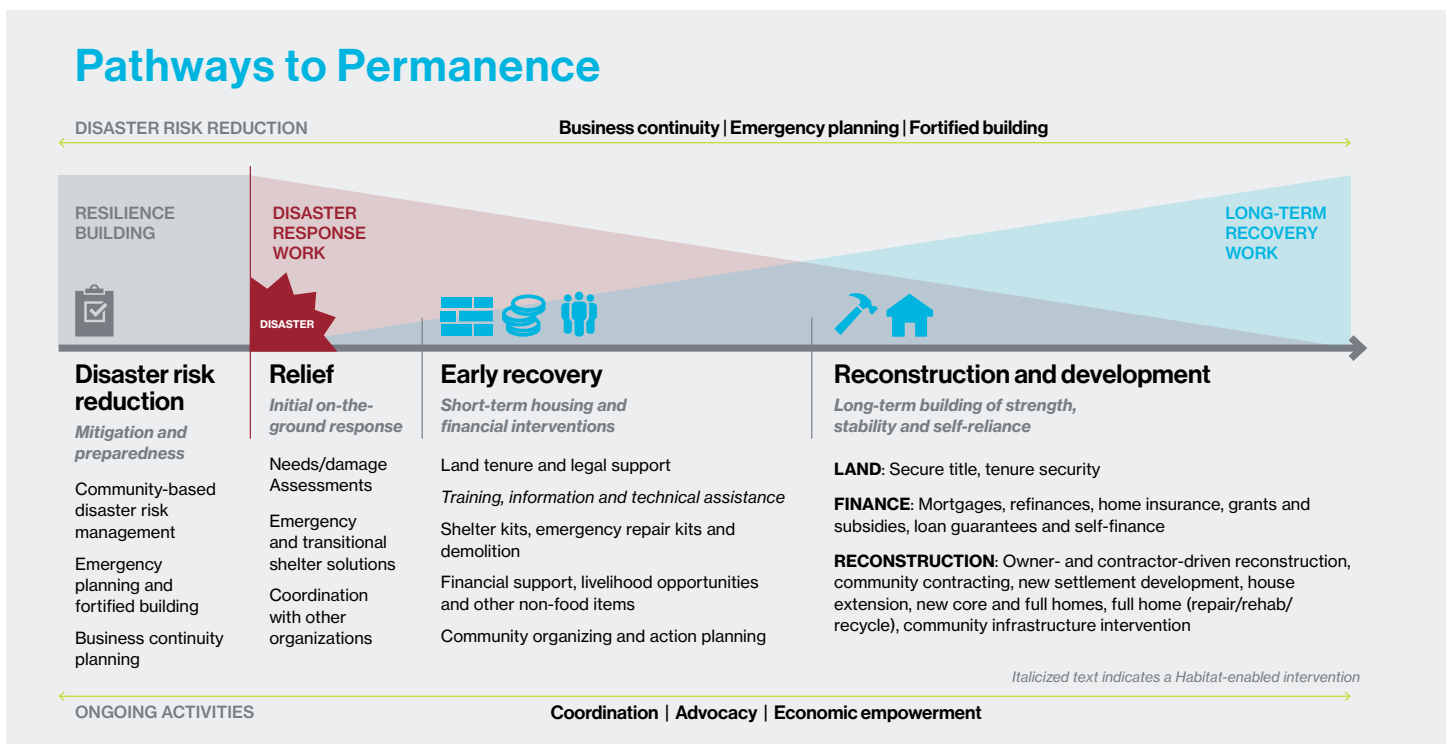 Pathways to Permanence
DISASTER RISK REDUCTION
Business continuity | Emergency planning | Fortified building
RESILIENCE
BUILDING
DISASTER
RESPONSE
WORK
LONG-TERM
RECOVERY
WORK
DISASTER
Disaster risk
reduction
Mitigation and
preparedness
Community-based
disaster risk
management
Emergency
planning and
fortified building
Business continuity
planning
Relief
Initial on-the-
ground response
Needs/damage
Assessments
Emergency
and transitional
shelter solutions
Coordination
with other
organizations
Early recovery
Short-term housing and
financial interventions
Land tenure and legal support
Training, information and technical assistance
Shelter kits, emergency repair kits and
demolition
Financial support, livelihood opportunities
and other non-food items
Community organizing and action planning
Reconstruction and development
Long-term building of strength,
stability and self-reliance
LAND: Secure title, tenure security
FINANCE: Mortgages, refinances, home insurance, grants and
subsidies, loan guarantees and self-finance
RECONSTRUCTION: Owner- and contractor-driven reconstruction,
community contracting, new settlement development, house
extension, new core and full homes, full home (repair/rehab/
recycle), community infrastructure intervention
Italicized text indicates a Habitat-enabled intervention
ONGOING ACTIVITIES
Coordination | Advocacy | Economic empowerment